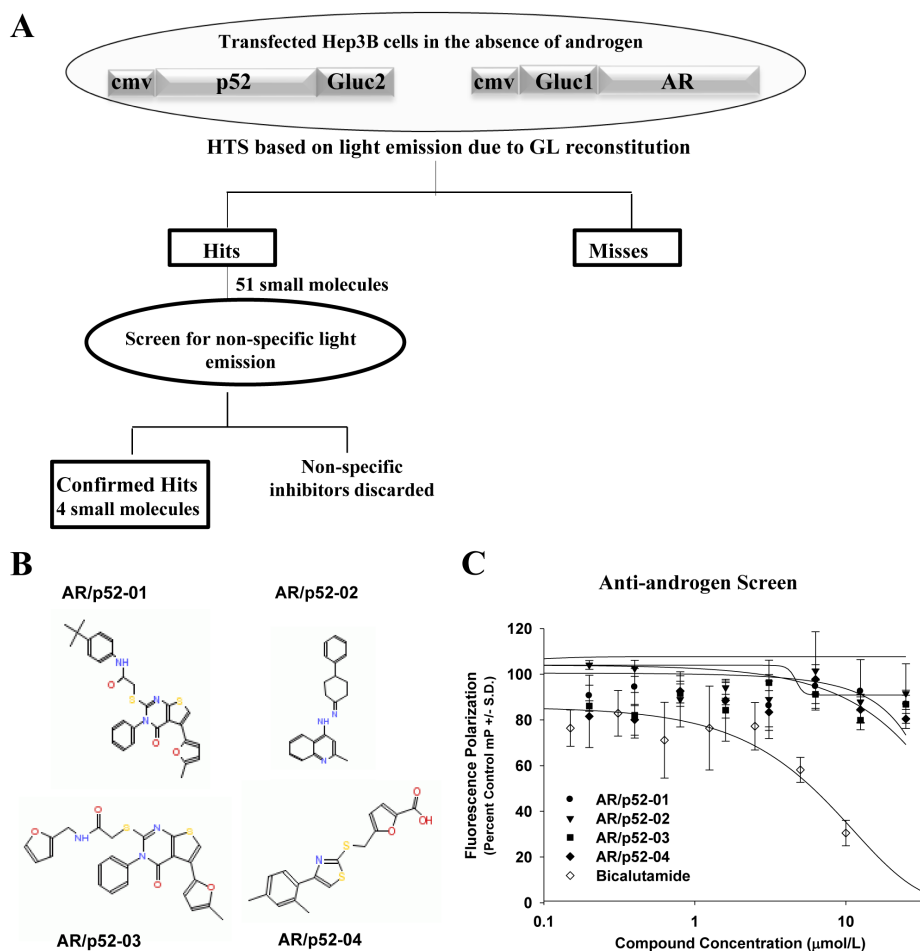 A
Transfected Hep3B cells in the absence of androgen
cmv p52 Gluc2 cmv Gluc1 AR
HTS based on light emission due to GL reconstitution
Hits Misses
51 small molecules
Screen for non-specific light
emission
Confirmed Hits
4 small molecules
Non-specific
inhibitors discarded
B
AR/p52-01
AR/p52-02
NH
O
S
N
S
N
O
O
N
HN
N
O
NH
O
S
N
S
N
O
O
O
OH
O
S
N
S
AR/p52-03
AR/p52-04
C
Anti-androgen Screen
Fluorescence Polarization
(Percent Control mP +/- S.D.)
120
100
80
60
40
20
0
AR/p52-01
AR/p52-02
AR/p52-03
AR/p52-04
Bicalutamide
0.1 1 10
Compound Concentration (μmol/L)